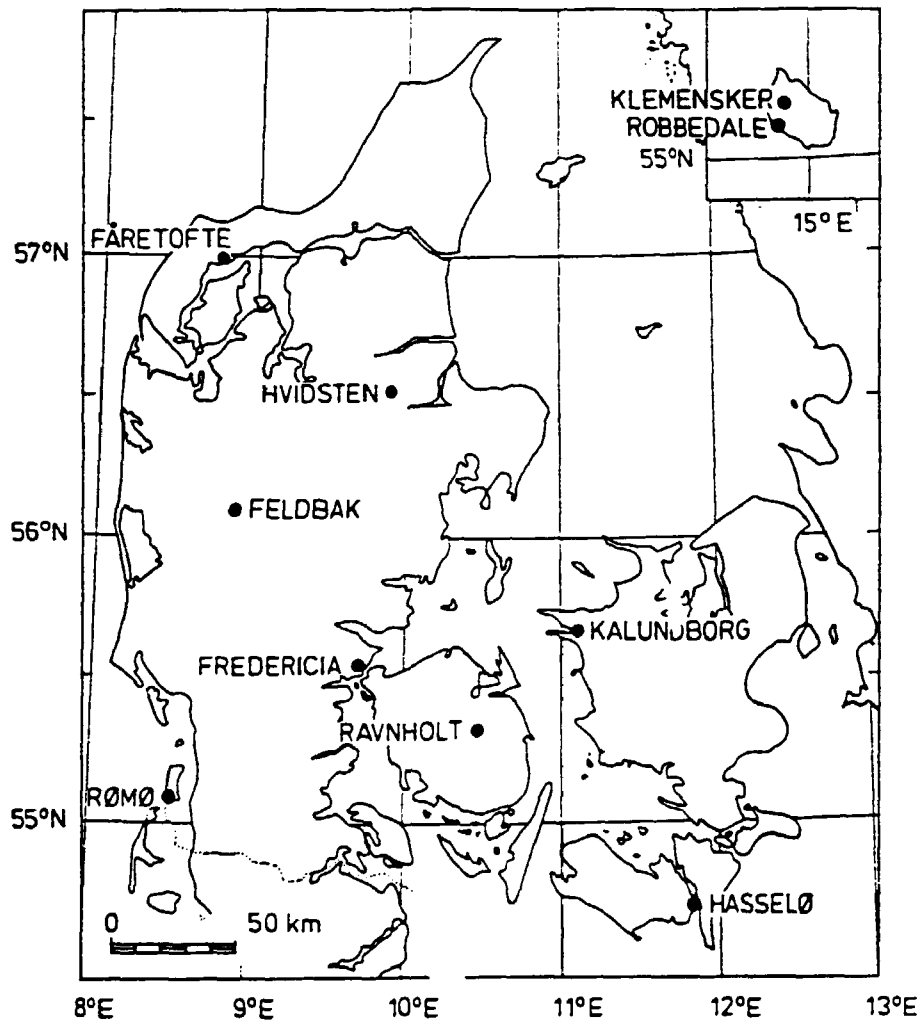 KLEMENSKER
ROBBEDALE
55°N
15°E
FÅRETOFTE
57°N
HVIDSTEN
FELDBAK
56°N
KALUNDBORG
FREDERICIA
RAVNHOLT
RØMØ
55°N
HASSELØ
0 50 km
8°E 9°E 10°E 11°E 12°E 13°E